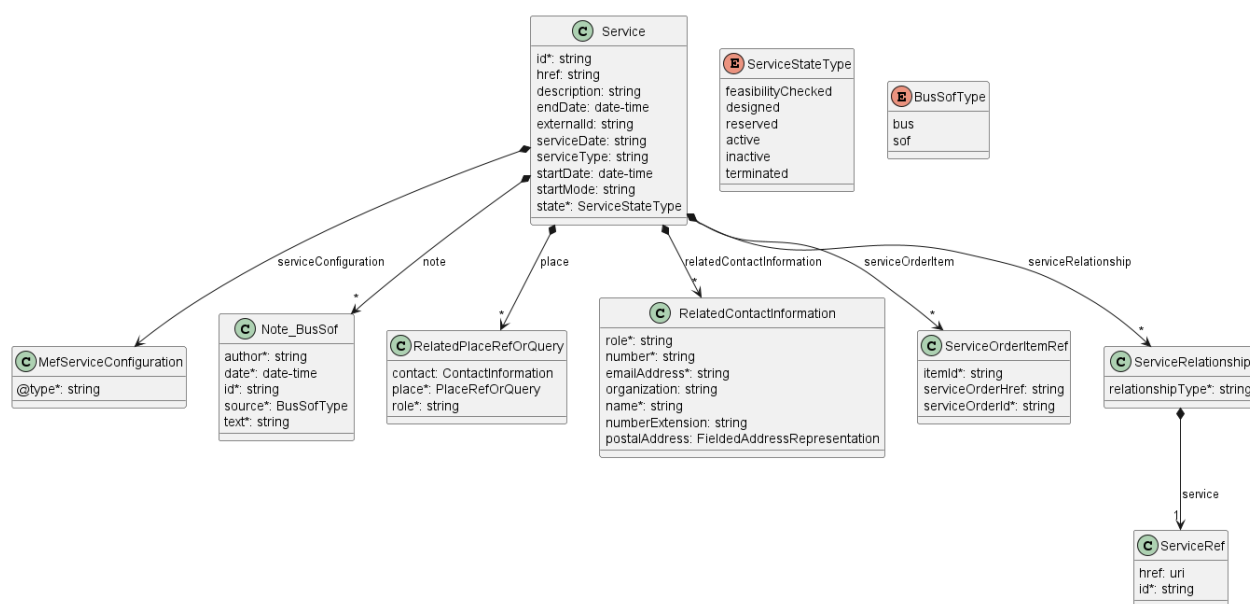 C Service
id*: string
href: string
description: string
endDate: date-time
externalId: string
serviceDate: string
serviceType: string
startDate: date-time
startMode: string
state*: ServiceStateType
E ServiceStateType
feasibilityChecked
designed
reserved
active
inactive
terminated
E BusSofType
bus
sof
serviceConfiguration
note
*
place
*
relatedContactInformation
*
serviceOrderItem
*
serviceRelationship
*
C MefServiceConfiguration
@type*: string
C Note_BusSof
author*: string
date*: date-time
id*: string
source*: BusSofType
text*: string
C RelatedPlaceRefOrQuery
contact: ContactInformation
place*: PlaceRefOrQuery
role*: string
C RelatedContactInformation
role*: string
number*: string
emailAddress*: string
organization: string
name*: string
numberExtension: string
postalAddress: FieldedAddressRepresentation
C ServiceOrderItemRef
itemId*: string
serviceOrderHref: string
serviceOrderId*: string
C ServiceRelationship
relationshipType*: string
service
1
C ServiceRef
href: uri
id*: string